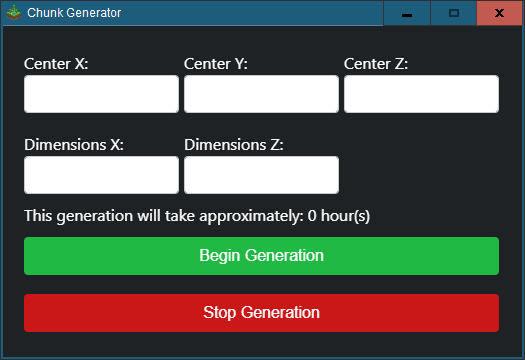 Chunk Generator
Center X: Center Y: Center Z:
Dimensions X: Dimensions Z:
This generation will take approximately: 0 hour(s)
Begin Generation
Stop Generation